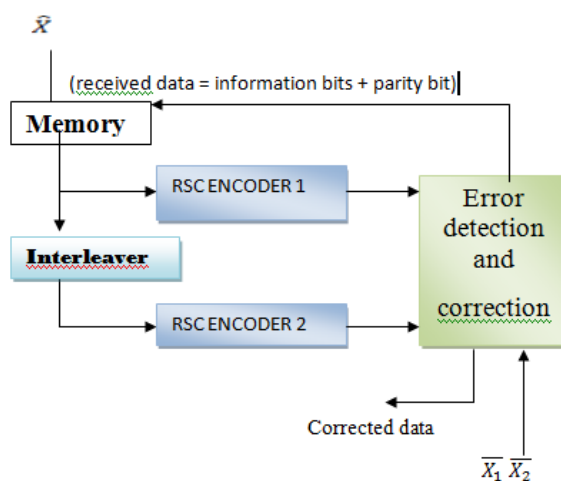 X̂
(received data = information bits + parity bit)
Memory
RSC ENCODER 1
Error
detection
and
correction
Interleaver
RSC ENCODER 2
Corrected data
X̅₁ X̅₂